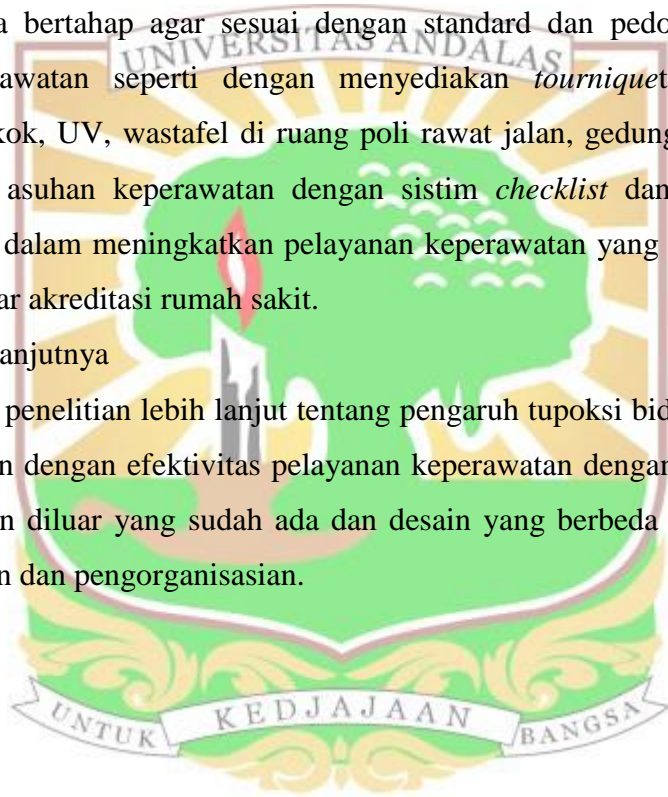 a bertahap agar sesuai dengan standard dan pedo
UNIVERSITAS ANDALAS
awatan seperti dengan menyediakan tourniquet
kok, UV, wastafel di ruang poli rawat jalan, gedung
asuhan keperawatan dengan sistim checklist dan
dalam meningkatkan pelayanan keperawatan yang
ar akreditasi rumah sakit.
anjutnya
penelitian lebih lanjut tentang pengaruh tupoksi bid
n dengan efektivitas pelayanan keperawatan dengan
n diluar yang sudah ada dan desain yang berbeda
n dan pengorganisasian.
UNTUK KEDJAJAAN BANGSA